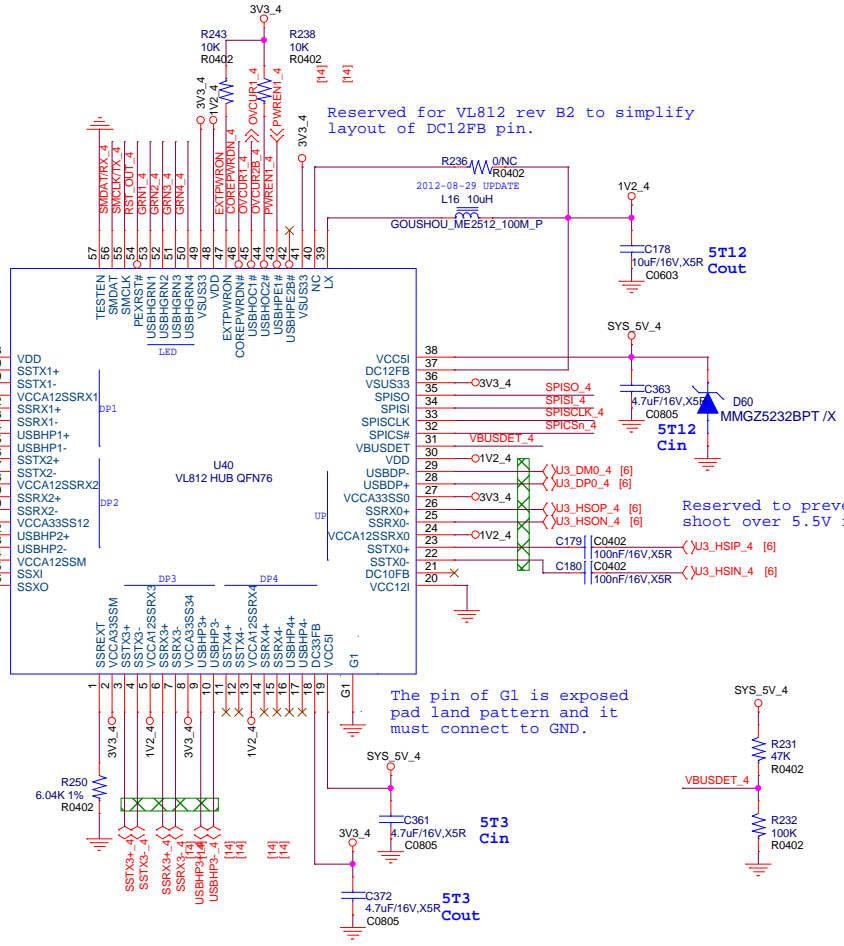 3V3_4
R243
10K
R0402
R238
10K
R0402
[14]
[14]
3V3_4
1V2_4
OVCUR1_4
PWREN1_4
3V3_4
Reserved for VL812 rev B2 to simplify
layout of DC12FB pin.
R236
0/NC
R0402
2012-08-29 UPDATE
L16 10uH
GOUSHOU_ME2512_100M_P
1V2_4
C178
10uF/16V,X5R
C0603
5T12
Cout
SMDAT/RX_4
SMCLK/TX_4
RST_OUT_4
GRN1_4
GRN2_4
GRN3_4
GRN4_4
EXTPWRON
COREPWRDN_4
OVCUR1_4
OVCUR2B_4
PWREN1_4
57
56
55
54
53
52
51
50
49
48
47
46
45
44
43
42
41
40
39
TESTEN
SMDAT
SMCLK
PEXRST#
USBHGRN1
USBHGRN2
USBHGRN3
USBHGRN4
VSUS33
VDD
EXTPWRON
COREPWRDN#
USBHOC1#
USBHOC2#
USBHPE1#
USBHPE2B#
VSUS33
NC
LX
LED
VDD
SSTX1+
SSTX1-
VCCA12SSRX1
SSRX1+
SSRX1-
USBHP1+
USBHP1-
SSTX2+
SSTX2-
VCCA12SSRX2
SSRX2+
SSRX2-
VCCA33SS12
USBHP2+
USBHP2-
VCCA12SSM
SSXI
SSXO
DP1
DP2
U40
VL812 HUB QFN76
UP
DP3
DP4
VCC5I 38
DC12FB 37
VSUS33 36
SPISO 35
SPISI 34
SPISCLK 33
SPICS# 32
VBUSDET 31
VDD 30
USBDP- 29
USBDP+ 28
VCCA33SS0 27
SSRX0+ 26
SSRX0- 25
VCCA12SSRX0 24
SSTX0+ 23
SSTX0- 22
DC10FB 21
VCC12I 20
3V3_4
SPISO_4
SPISI_4
SPISCLK_4
SPICSn_4
VBUSDET_4
1V2_4
U3_DM0_4 [6]
U3_DP0_4 [6]
3V3_4
U3_HSOP_4 [6]
U3_HSON_4 [6]
1V2_4
C179
C0402
100nF/16V,X5R
U3_HSIP_4 [6]
C180
C0402
100nF/16V,X5R
U3_HSIN_4 [6]
SYS_5V_4
C363
4.7uF/16V,X5R
C0805
5T12
Cin
D60
MMGZ5232BPT /X
Reserved to preve
shoot over 5.5V
SSREXT
VCCA33SSM
SSTX3+
SSTX3-
VCCA12SSRX3
SSRX3+
SSRX3-
VCCA33SS34
USBHP3+
USBHP3-
SSTX4+
SSTX4-
VCCA12SSRX4
SSRX4+
SSRX4-
USBHP4+
USBHP4-
DC33FB
VCC5I
G1
1
2
3
4
5
6
7
8
9
10
11
12
13
14
15
16
17
18
19
G1
3V3_4
1V2_4
3V3_4
1V2_4
R250
6.04K 1%
R0402
SSTX3+_4
SSTX3-_4
SSRX3+_4
SSRX3-_4
USBHP3+_4
USBHP3-_4
[14]
[14]
[14]
[14]
[14]
[14]
The pin of G1 is exposed
pad land pattern and it
must connect to GND.
SYS_5V_4
C361
4.7uF/16V,X5R
C0805
5T3
Cin
3V3_4
C372
4.7uF/16V,X5R
C0805
5T3
Cout
SYS_5V_4
R231
47K
R0402
VBUSDET_4
R232
100K
R0402